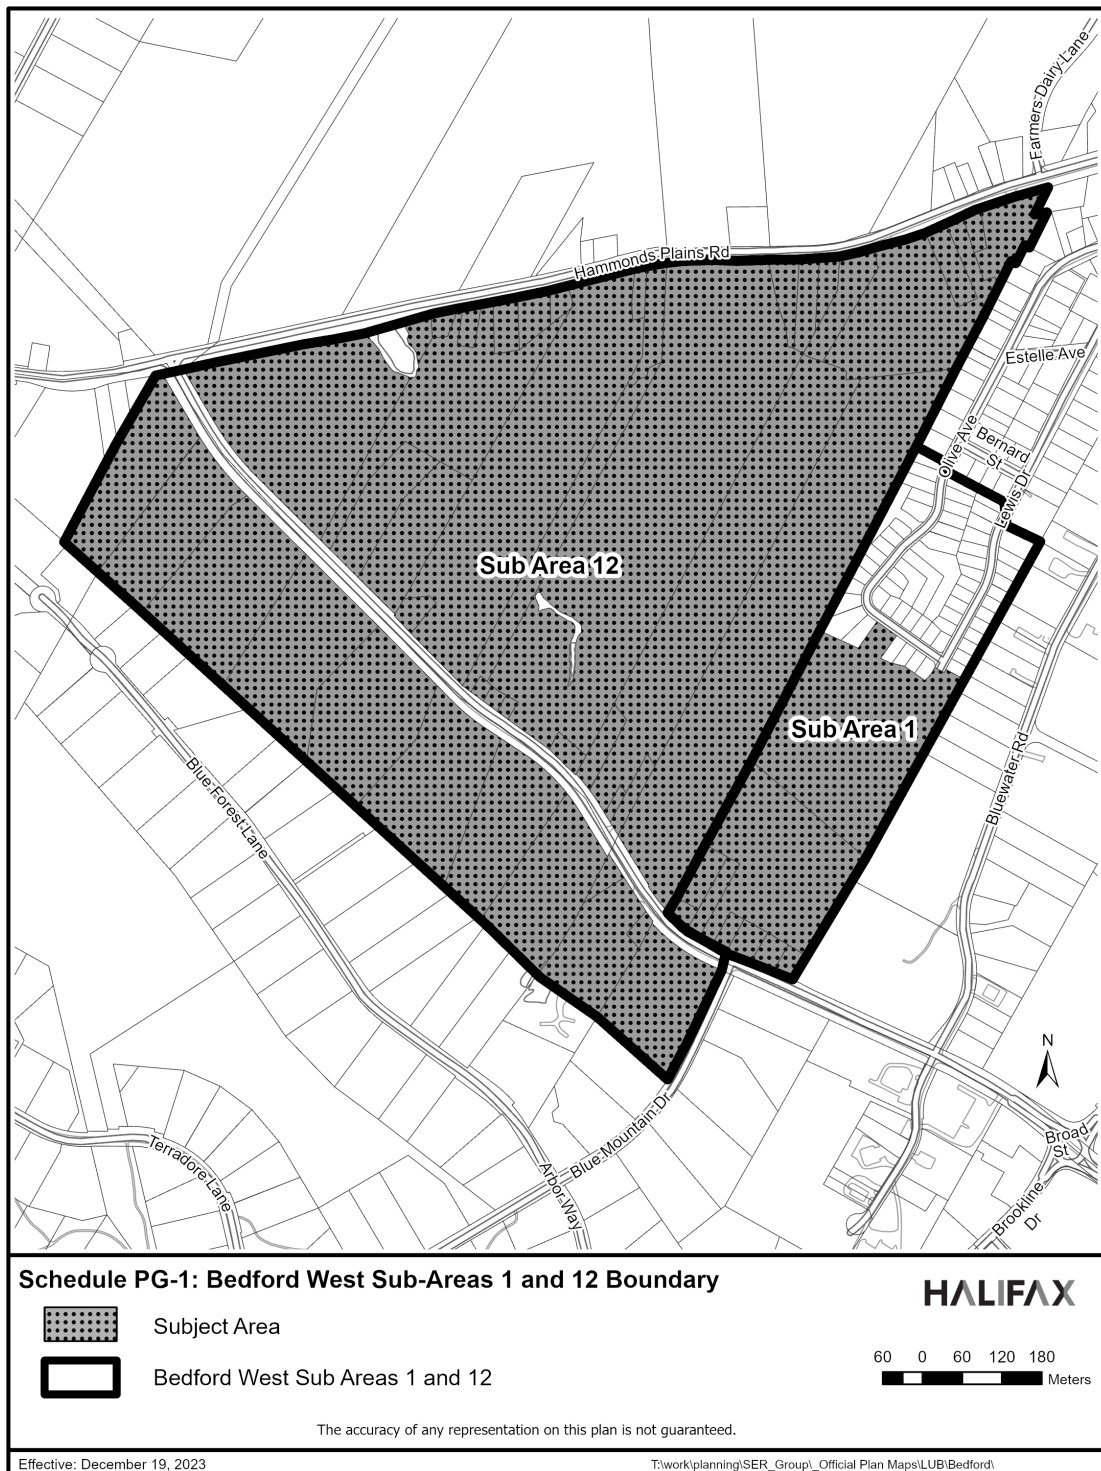 Farmers Dairy Lane
Hammonds Plains Rd
Estelle Ave
Olive Ave
Bernard
St
Lewis Dr
Sub Area 12
Sub Area 1
Bluewater Rd
Blue Forest Lane
N
Blue Mountain Dr
Broad
St
Terradore Lane
Arbor Way
Brookline
Dr
Schedule PG-1: Bedford West Sub-Areas 1 and 12 Boundary
HALIFAX
Subject Area
Bedford West Sub Areas 1 and 12
60 0 60 120 180
Meters
The accuracy of any representation on this plan is not guaranteed.
Effective: December 19, 2023
T:\work\planning\SER_Group\_Official Plan Maps\LUB\Bedford\